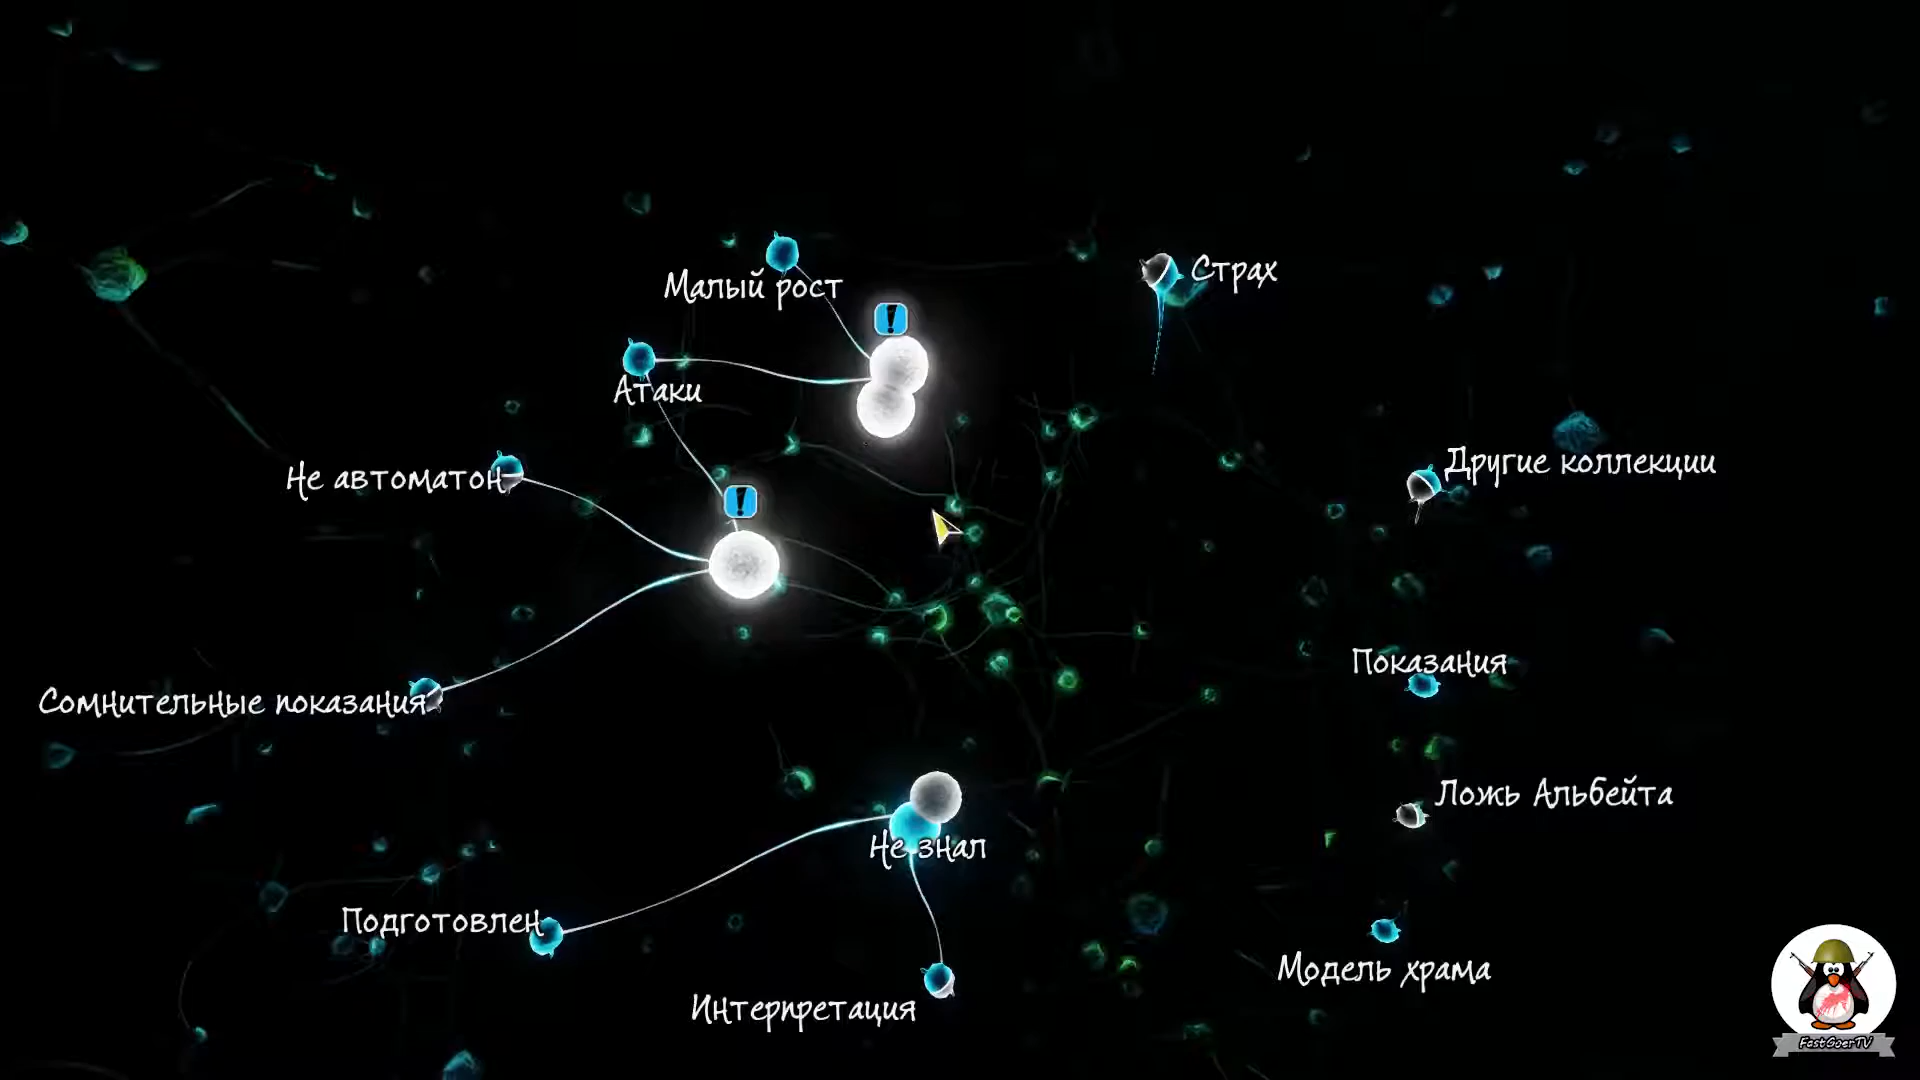 Страх
Малый рост
Атаки
Другие коллекции
Не автоматон
Показания
Сомнительные показания
Ложь Альбейта
Не знал
Подготовлен
Модель храма
Интерпретация
FastGoerTV